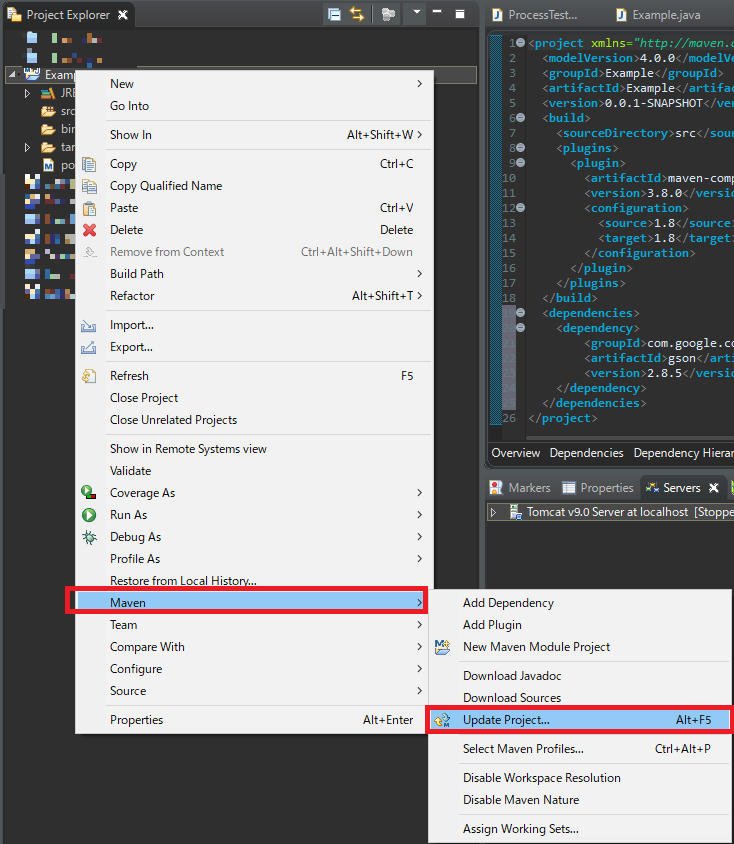 Project Explorer
ProcessTest...
Example.java
JRE
src
New
Go Into
Show In Alt+Shift+W
Copy Ctrl+C
Copy Qualified Name
Paste Ctrl+V
Delete Delete
Remove from Context Ctrl+Alt+Shift+Down
Build Path
Refactor Alt+Shift+T
Import...
Export...
Refresh F5
Close Project
Close Unrelated Projects
Show in Remote Systems view
Validate
Coverage As
Run As
Debug As
Profile As
Restore from Local History...
Maven
Team
Compare With
Configure
Source
Properties Alt+Enter
Add Dependency
Add Plugin
New Maven Module Project
Download Javadoc
Download Sources
Update Project... Alt+F5
Select Maven Profiles... Ctrl+Alt+P
Disable Workspace Resolution
Disable Maven Nature
Assign Working Sets...
1 <project xmlns="http://maven.
2 <modelVersion>4.0.0</modelV
3 <groupId>Example</groupId>
4 <artifactId>Example</artifac
5 <version>0.0.1-SNAPSHOT</ve
6 <build>
7 <sourceDirectory>src</sou
8 <plugins>
9 <plugin>
10 <artifactId>maven-comp
11 <version>3.8.0</versio
12 <configuration>
13 <source>1.8</source>
14 <target>1.8</target>
15 </configuration>
16 </plugin>
17 </plugins>
18 </build>
19 <dependencies>
20 <dependency>
21 <groupId>com.google.co
22 <artifactId>gson</arti
23 <version>2.8.5</versio
24 </dependency>
25 </dependencies>
26 </project>
Overview Dependencies Dependency Hierar
Markers Properties Servers
Tomcat v9.0 Server at localhost [Stoppe